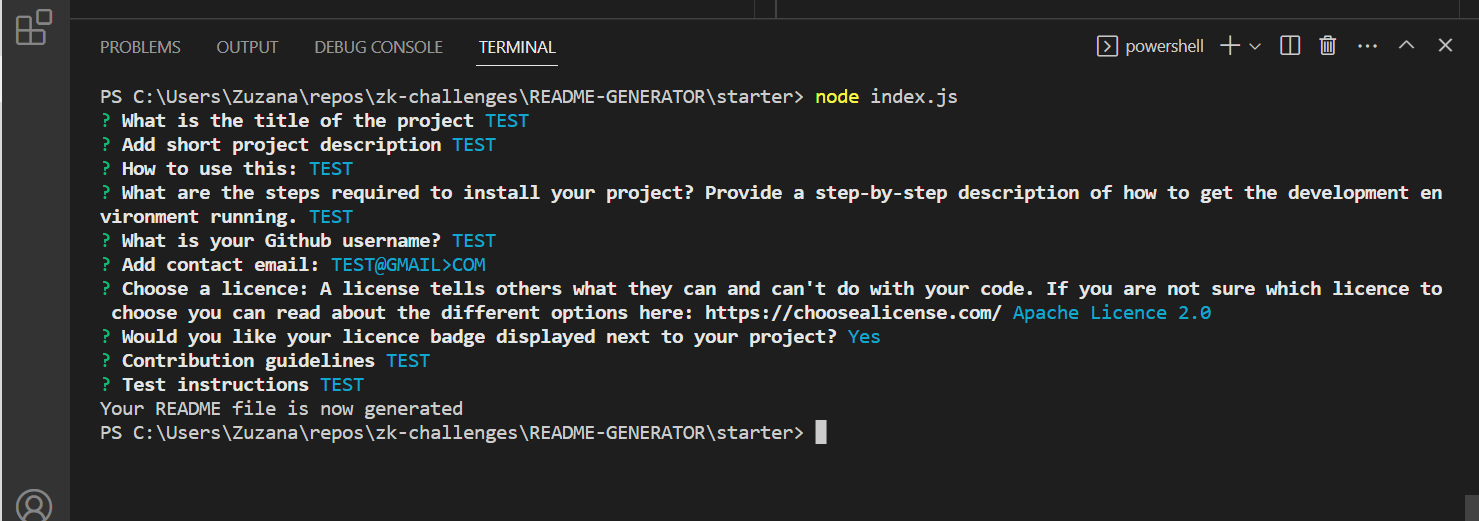 PROBLEMS OUTPUT DEBUG CONSOLE TERMINAL powershell
PS C:\Users\Zuzana\repos\zk-challenges\README-GENERATOR\starter> node index.js
? What is the title of the project TEST
? Add short project description TEST
? How to use this: TEST
? What are the steps required to install your project? Provide a step-by-step description of how to get the development en
vironment running. TEST
? What is your Github username? TEST
? Add contact email: TEST@GMAIL>COM
? Choose a licence: A license tells others what they can and can't do with your code. If you are not sure which licence to
choose you can read about the different options here: https://choosealicense.com/ Apache Licence 2.0
? Would you like your licence badge displayed next to your project? Yes
? Contribution guidelines TEST
? Test instructions TEST
Your README file is now generated
PS C:\Users\Zuzana\repos\zk-challenges\README-GENERATOR\starter>